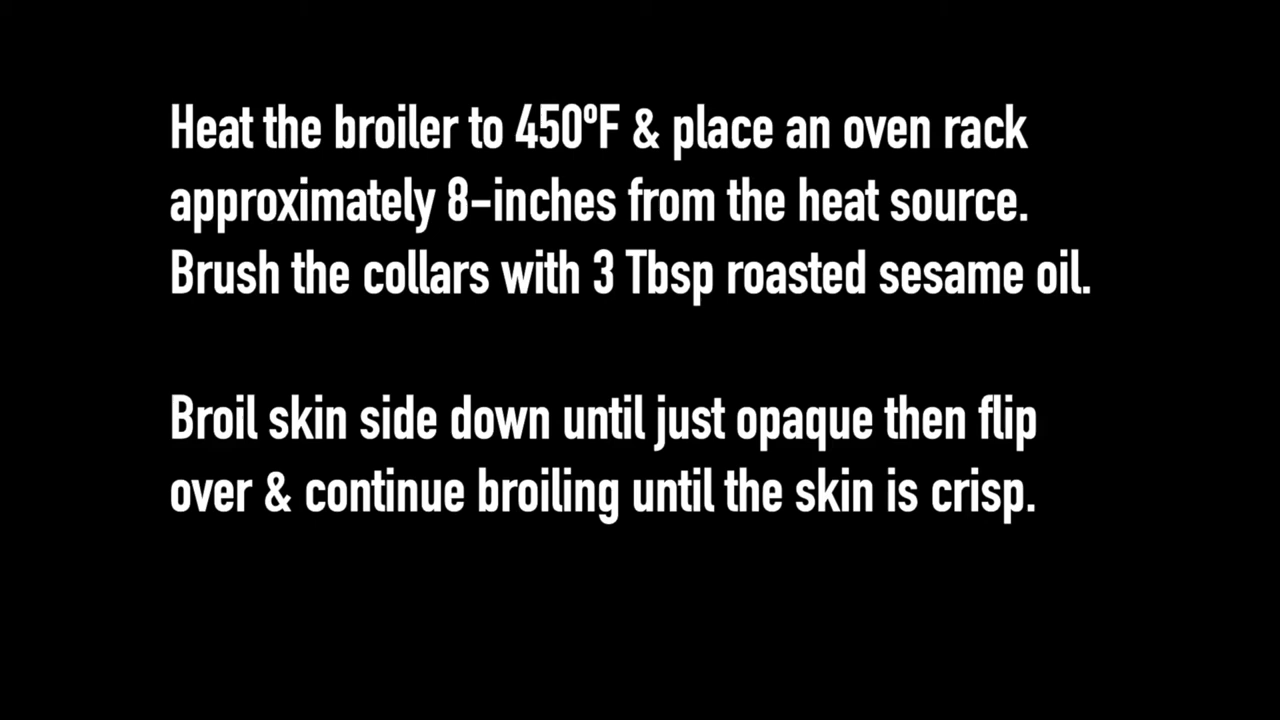 Heat the broiler to 450ºF & place an oven rack
approximately 8-inches from the heat source.
Brush the collars with 3 Tbsp roasted sesame oil.
Broil skin side down until just opaque then flip
over & continue broiling until the skin is crisp.